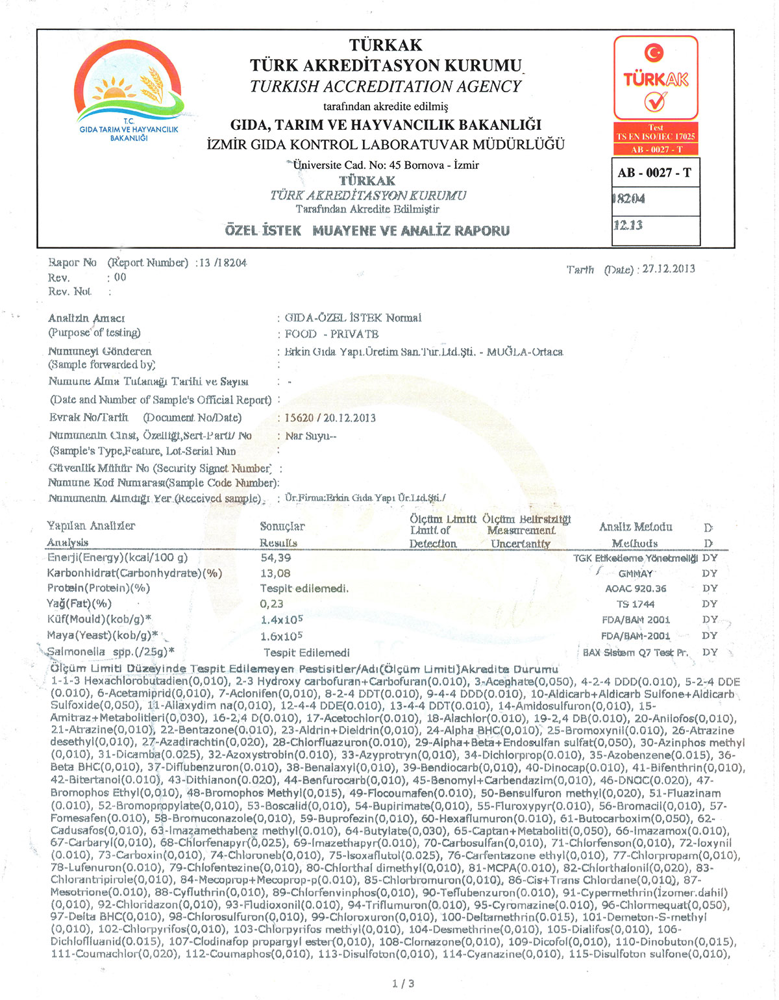 TÜRKAK
TÜRK AKREDİTASYON KURUMU
TURKISH ACCREDITATION AGENCY
tarafından akredite edilmiş
GIDA, TARIM VE HAYVANCILIK BAKANLIĞI
İZMİR GIDA KONTROL LABORATUVAR MÜDÜRLÜĞÜ
Üniversite Cad. No: 45 Bornova - İzmir
TÜRKAK
TÜRK AKREDİTASYON KURUMU
Tarafından Akredite Edilmiştir
ÖZEL İSTEK MUAYENE VE ANALİZ RAPORU
T.C.
GIDA TARIM VE HAYVANCILIK
BAKANLIĞI
TÜRKAK
Test
TS EN ISO/IEC 17025
AB - 0027 - T
AB - 0027 - T
18204
12.13
Rapor No (Report Number) :13 /18204
Tarih (Date) : 27.12.2013
Rev. : 00
Rev. Not :
Analizin Amacı : GIDA-ÖZEL İSTEK Normal
(Purpose of testing) : FOOD - PRIVATE
Numuneyi Gönderen : Erkin Gıda Yapı.Üretim San.Tur.Ltd.Şti. - MUĞLA-Ortaca
(Sample forwarded by) :
Numune Alma Tutanağı Tarihi ve Sayısı : -
(Date and Number of Sample's Official Report) :
Evrak No/Tarih (Document No/Date) : 15620 / 20.12.2013
Numunenin Cinsi, Özelliği,Seri-Parti/ No : Nar Suyu--
(Sample's Type,Feature, Lot-Serial Nun :
Güvenlik Mühür No (Security Signet Number) :
Numune Kod Numarası(Sample Code Number):
Numunenin Alındığı Yer (Received sample) : Ür.Firma:Erkin Gıda Yapı Ür.Ltd.Şti./
Yapılan Analizler Sonuçlar Ölçüm Limiti Ölçüm Belirsizliği Analiz Metodu D
Analysis Results Limit of Detection Measurement Uncertantity Methods D
Enerji(Energy)(kcal/100 g) 54,39 TGK Etiketleme Yönetmeliği DY
Karbonhidrat(Carbonhydrate)(%) 13,08 GMMAY DY
Protein(Protein)(%) Tespit edilemedi. AOAC 920.36 DY
Yağ(Fat)(%) 0,23 TS 1744 DY
Küf(Mould)(kob/g)* 1.4x10⁵ FDA/BAM 2001 DY
Maya(Yeast)(kob/g)* 1.6x10⁵ FDA/BAM-2001 DY
Salmonella spp.(/25g)* Tespit Edilemedi BAX Sistem Q7 Test Pr. DY
Ölçüm Limiti Düzeyinde Tespit Edilemeyen Pestisitler/Adı(Ölçüm Limiti)Akredite Durumu
1-1-3 Hexachlorobutadien(0,010), 2-3 Hydroxy carbofuran+Carbofuran(0.010), 3-Acephate(0,050), 4-2-4 DDD(0.010), 5-2-4 DDE
(0.010), 6-Acetamiprid(0,010), 7-Aclonifen(0,010), 8-2-4 DDT(0.010), 9-4-4 DDD(0,010), 10-Aldicarb+Aldicarb Sulfone+Aldicarb
Sulfoxide(0,050), 11-Allaxydim na(0,010), 12-4-4 DDE(0.010), 13-4-4 DDT(0.010), 14-Amidosulfuron(0,010), 15-
Amitraz+Metabolitleri(0,030), 16-2,4 D(0.010), 17-Acetochlor(0.010), 18-Alachlor(0.010), 19-2,4 DB(0.010), 20-Anilofos(0,010),
21-Atrazine(0,010), 22-Bentazone(0.010), 23-Aldrin+Dieldrin(0,010), 24-Alpha BHC(0,010), 25-Bromoxynil(0.010), 26-Atrazine
desethyl(0,010), 27-Azadirachtin(0,020), 28-Chlorfluazuron(0.010), 29-Alpha+Beta+Endosulfan sulfat(0,050), 30-Azinphos methyl
(0,010), 31-Dicamba(0.025), 32-Azoxystrobin(0.010), 33-Azyprotryn(0,010), 34-Dichlorprop(0.010), 35-Azobenzene(0.015), 36-
Beta BHC(0,010), 37-Diflubenzuron(0.010), 38-Benalaxyl(0,010), 39-Bendiocarb(0,010), 40-Dinocap(0.010), 41-Bifenthrin(0,010),
42-Bitertanol(0.010), 43-Dithianon(0.020), 44-Benfurocarb(0,010), 45-Benomyl+Carbendazim(0,010), 46-DNOC(0.020), 47-
Bromophos Ethyl(0,010), 48-Bromophos Methyl(0,015), 49-Flocoumafen(0.010), 50-Bensulfuron methyl(0,020), 51-Fluazinam
(0.010), 52-Bromopropylate(0,010), 53-Boscalid(0,010), 54-Bupirimate(0,010), 55-Fluroxypyr(0.010), 56-Bromacil(0,010), 57-
Fomesafen(0.010), 58-Bromuconazole(0,010), 59-Buprofezin(0,010), 60-Hexaflumuron(0.010), 61-Butocarboxim(0,050), 62-
Cadusafos(0,010), 63-Imazamethabenz methyl(0.010), 64-Butylate(0,030), 65-Captan+Metaboliti(0,050), 66-Imazamox(0.010),
67-Carbaryl(0,010), 68-Chlorfenapyr(0,025), 69-Imazethapyr(0.010), 70-Carbosulfan(0,010), 71-Chlorfenson(0,010), 72-Ioxynil
(0.010), 73-Carboxin(0,010), 74-Chloroneb(0,010), 75-Isoxaflutol(0.025), 76-Carfentazone ethyl(0,010), 77-Chlorpropam(0,010),
78-Lufenuron(0.010), 79-Chlofentezine(0,010), 80-Chlorthal dimethyl(0,010), 81-MCPA(0.010), 82-Chlorthalonil(0,020), 83-
Chlorantripirole(0,010), 84-Mecoprop+Mecoprop-p(0.010), 85-Chlorbromuron(0,010), 86-Cis+Trans Chlordane(0,010), 87-
Mesotrione(0.010), 88-Cyfluthrin(0,010), 89-Chlorfenvinphos(0,010), 90-Teflubenzuron(0.010), 91-Cypermethrin(İzomer.dahil)
(0,010), 92-Chloridazon(0,010), 93-Fludioxonil(0.010), 94-Triflumuron(0.010), 95-Cyromazine(0,010), 96-Chlormequat(0,050),
97-Delta BHC(0,010), 98-Chlorosulfuron(0,010), 99-Chloroxuron(0,010), 100-Deltamethrin(0.015), 101-Demeton-S-methyl
(0,010), 102-Chlorpyrifos(0,010), 103-Chlorpyrifos methyl(0,010), 104-Desmethrine(0,010), 105-Dialifos(0,010), 106-
Dichlofluanid(0.015), 107-Clodinafop propargyl ester(0,010), 108-Clomazone(0,010), 109-Dicofol(0,010), 110-Dinobuton(0,015),
111-Coumachlor(0,020), 112-Coumaphos(0,010), 113-Disulfoton(0,010), 114-Cyanazine(0,010), 115-Disulfoton sulfone(0,010),
1 / 3